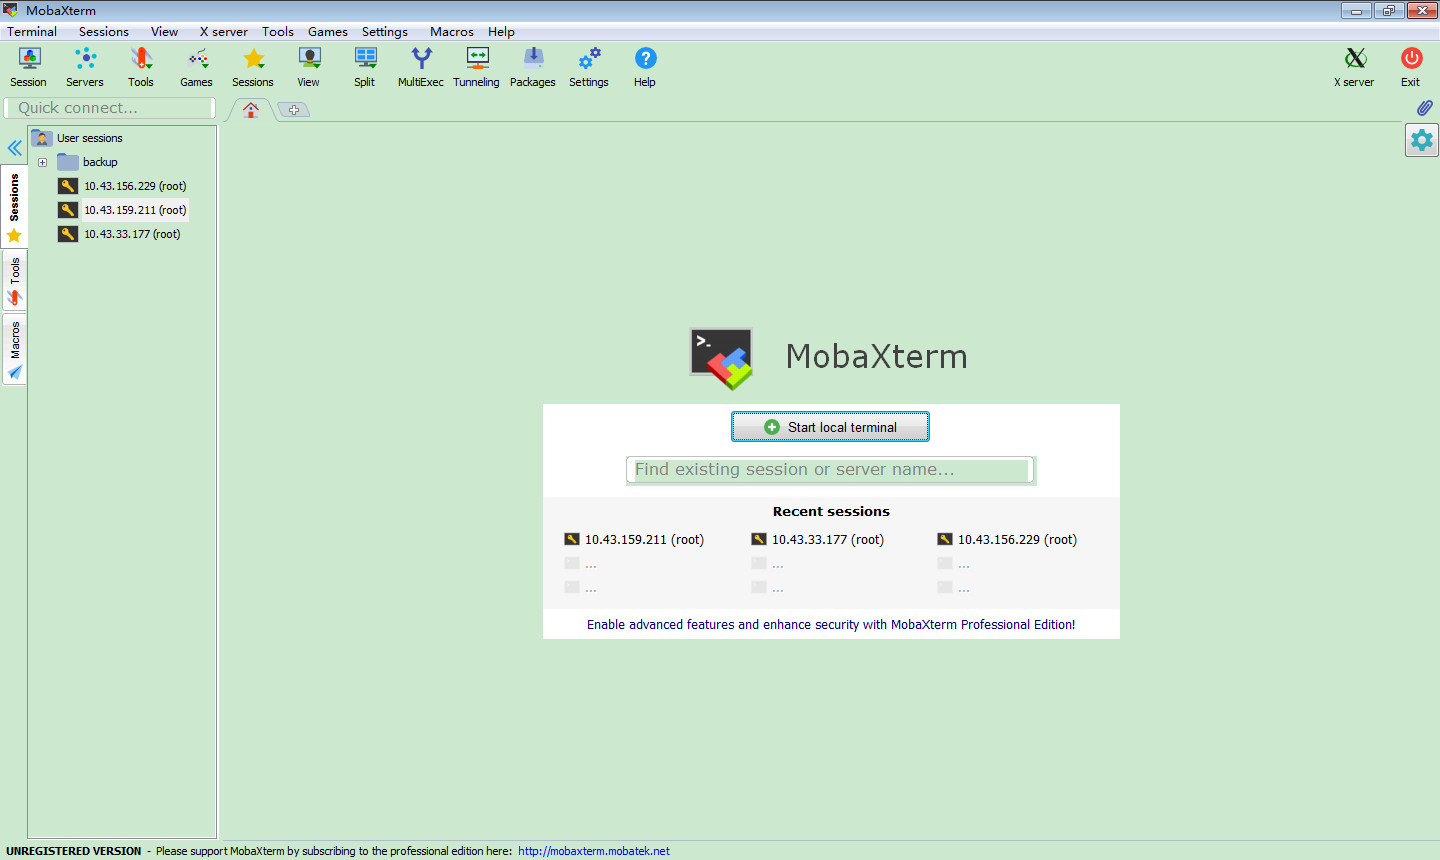 MobaXterm
Terminal Sessions View X server Tools Games Settings Macros Help
Session Servers Tools Games Sessions View Split MultiExec Tunneling Packages Settings Help X server Exit
Quick connect...
User sessions
backup
10.43.156.229 (root)
10.43.159.211 (root)
10.43.33.177 (root)
Sessions
Tools
Macros
MobaXterm
Start local terminal
Find existing session or server name...
Recent sessions
10.43.159.211 (root) 10.43.33.177 (root) 10.43.156.229 (root)
... ... ...
... ... ...
Enable advanced features and enhance security with MobaXterm Professional Edition!
UNREGISTERED VERSION - Please support MobaXterm by subscribing to the professional edition here: http://mobaxterm.mobatek.net